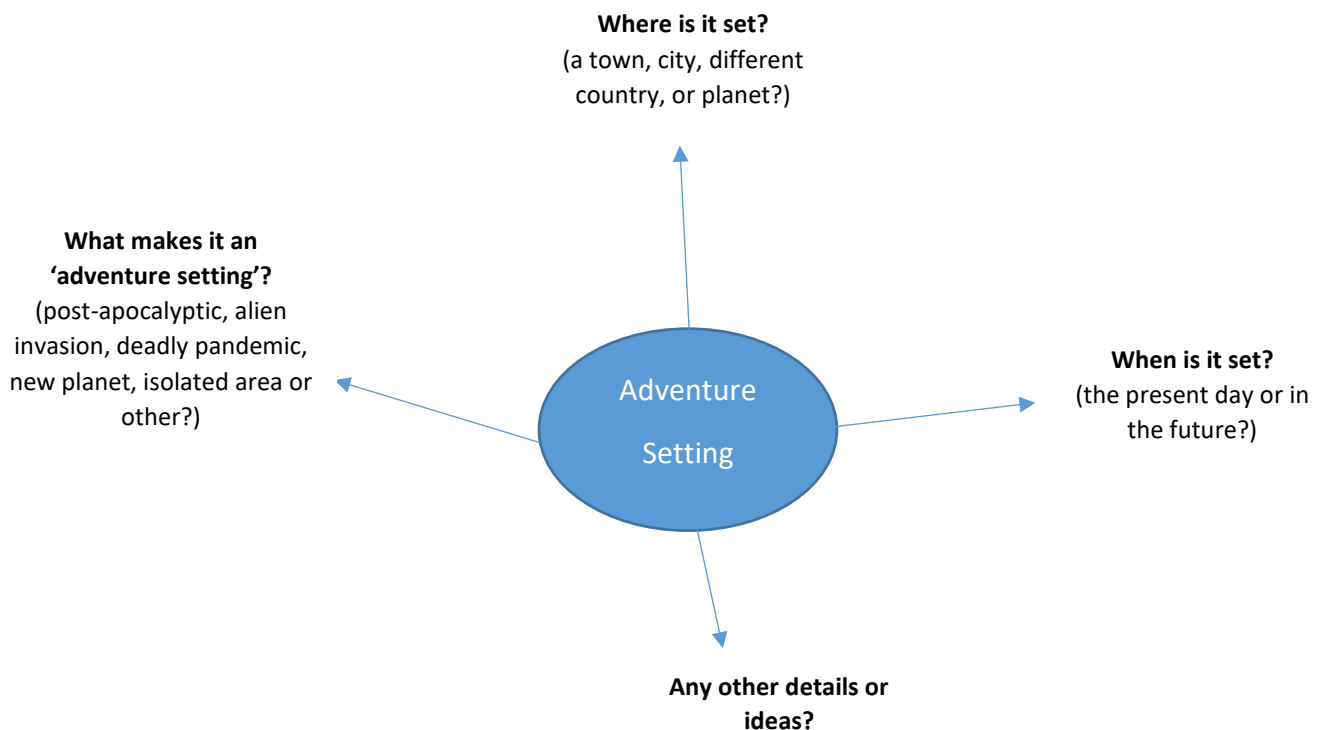 Where is it set?
(a town, city, different
country, or planet?)
What makes it an
‘adventure setting’?
(post-apocalyptic, alien
invasion, deadly pandemic,
new planet, isolated area or
other?)
Adventure
Setting
When is it set?
(the present day or in
the future?)
Any other details or
ideas?